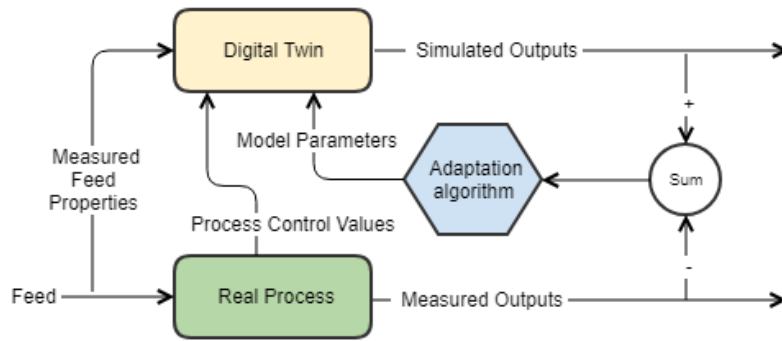 Digital Twin
Simulated Outputs
+
Model Parameters
Measured
Feed
Properties
Adaptation
algorithm
Sum
Process Control Values
-
Feed
Real Process
Measured Outputs